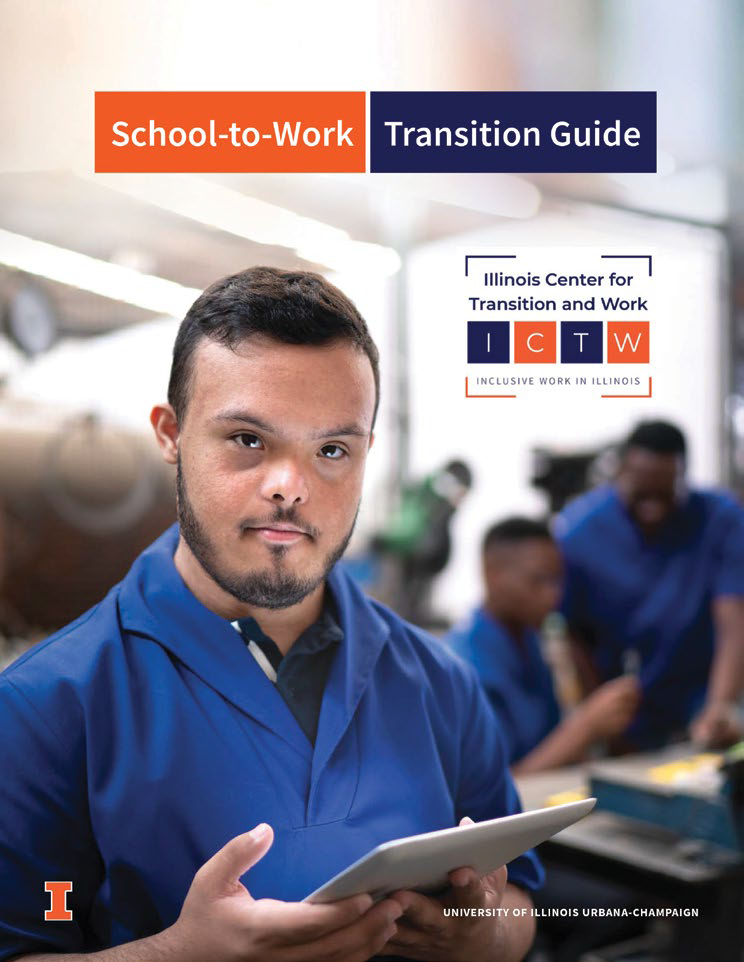 School-to-Work Transition Guide
Illinois Center for
Transition and Work
I C T W
INCLUSIVE WORK IN ILLINOIS
I
UNIVERSITY OF ILLINOIS URBANA-CHAMPAIGN